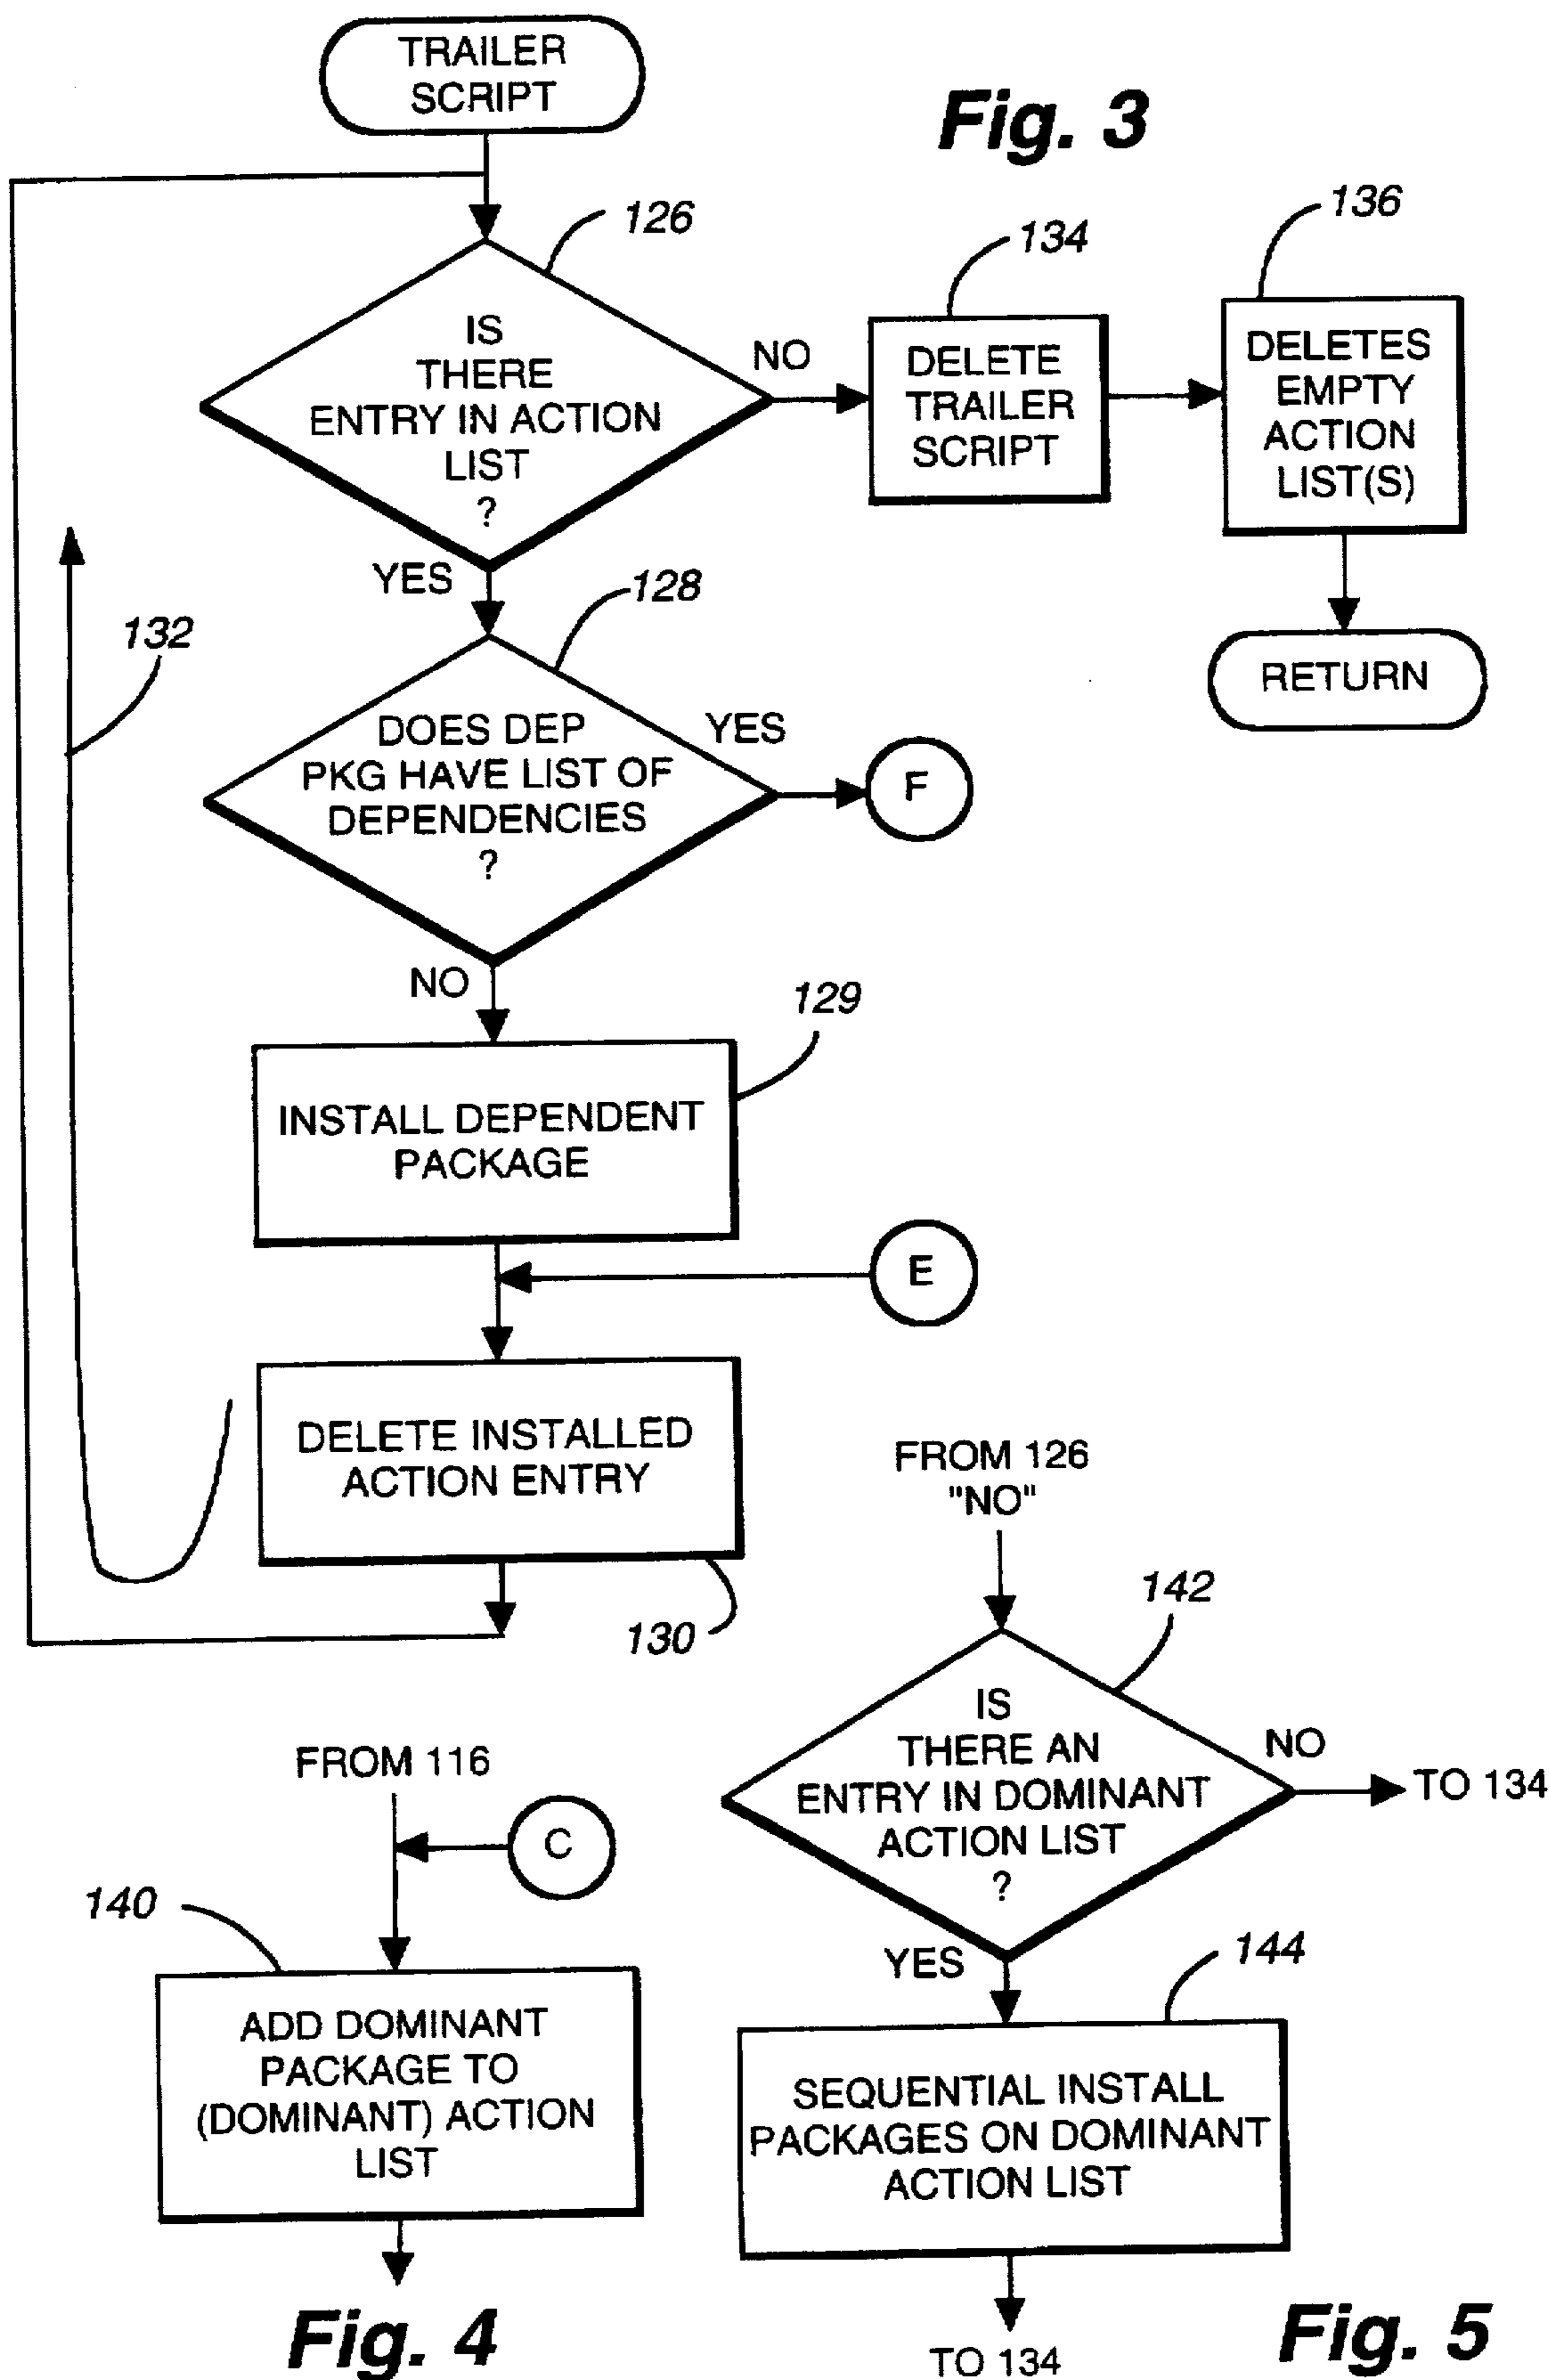 TRAILER
SCRIPT
Fig. 3
126
IS
THERE
ENTRY IN ACTION
LIST
?
NO
134
DELETE
TRAILER
SCRIPT
136
DELETES
EMPTY
ACTION
LIST(S)
RETURN
YES
128
132
DOES DEP
PKG HAVE LIST OF
DEPENDENCIES
?
YES
F
NO
129
INSTALL DEPENDENT
PACKAGE
E
DELETE INSTALLED
ACTION ENTRY
130
FROM 116
C
140
ADD DOMINANT
PACKAGE TO
(DOMINANT) ACTION
LIST
Fig. 4
FROM 126
"NO"
142
IS
THERE AN
ENTRY IN DOMINANT
ACTION LIST
?
NO
TO 134
YES
144
SEQUENTIAL INSTALL
PACKAGES ON DOMINANT
ACTION LIST
TO 134
Fig. 5